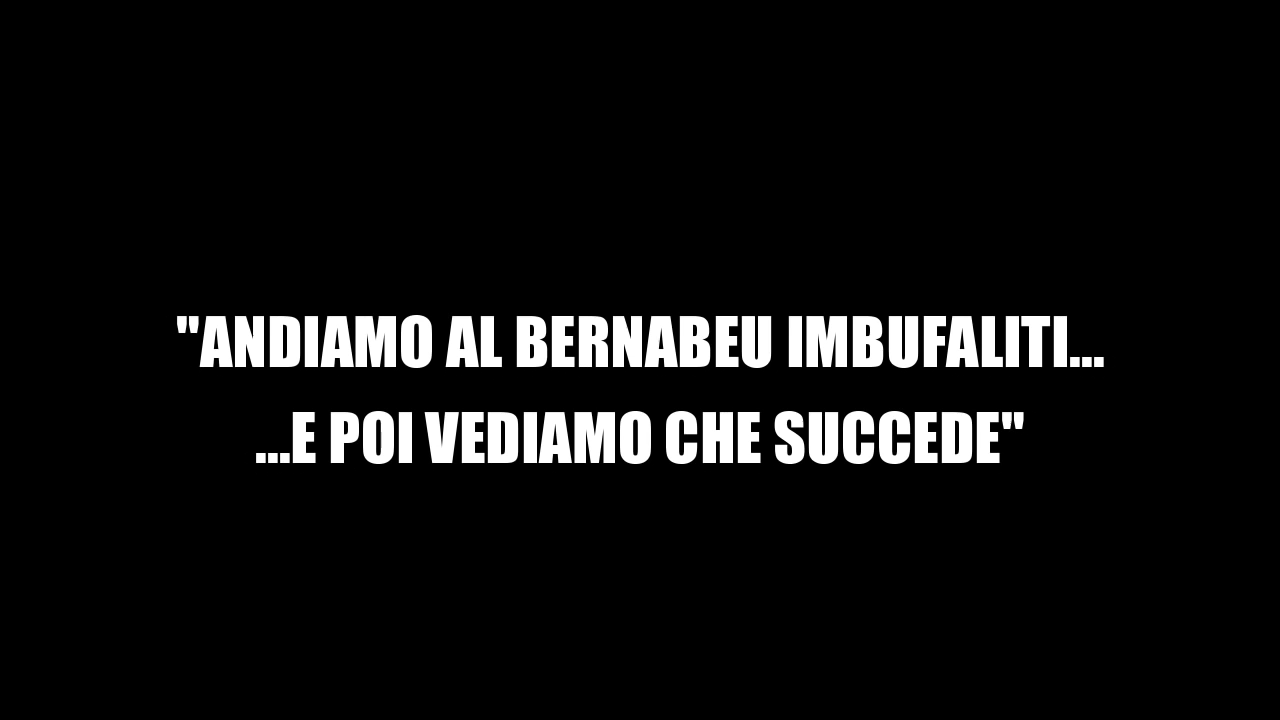 "ANDIAMO AL BERNABEU IMBUFALITI...
...E POI VEDIAMO CHE SUCCEDE"